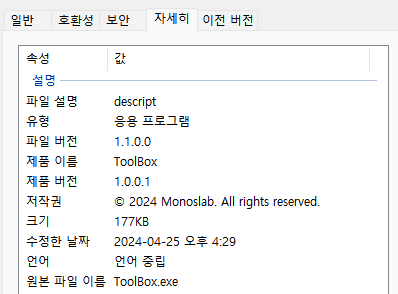 일반 호환성 보안 자세히 이전 버전
속성 값
설명
파일 설명 descript
유형 응용 프로그램
파일 버전 1.1.0.0
제품 이름 ToolBox
제품 버전 1.0.0.1
저작권 © 2024 Monoslab. All rights reserved.
크기 177KB
수정한 날짜 2024-04-25 오후 4:29
언어 언어 중립
원본 파일 이름 ToolBox.exe